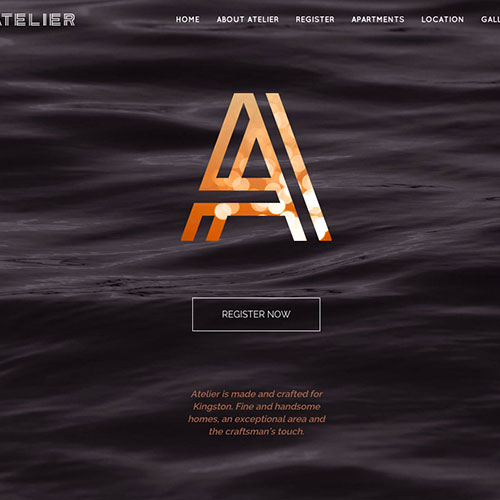 ATELIER
HOME ABOUT ATELIER REGISTER APARTMENTS LOCATION
A
REGISTER NOW
Atelier is made and crafted for
Kingston. Fine and handsome
homes, an exceptional area and
the craftsman's touch.